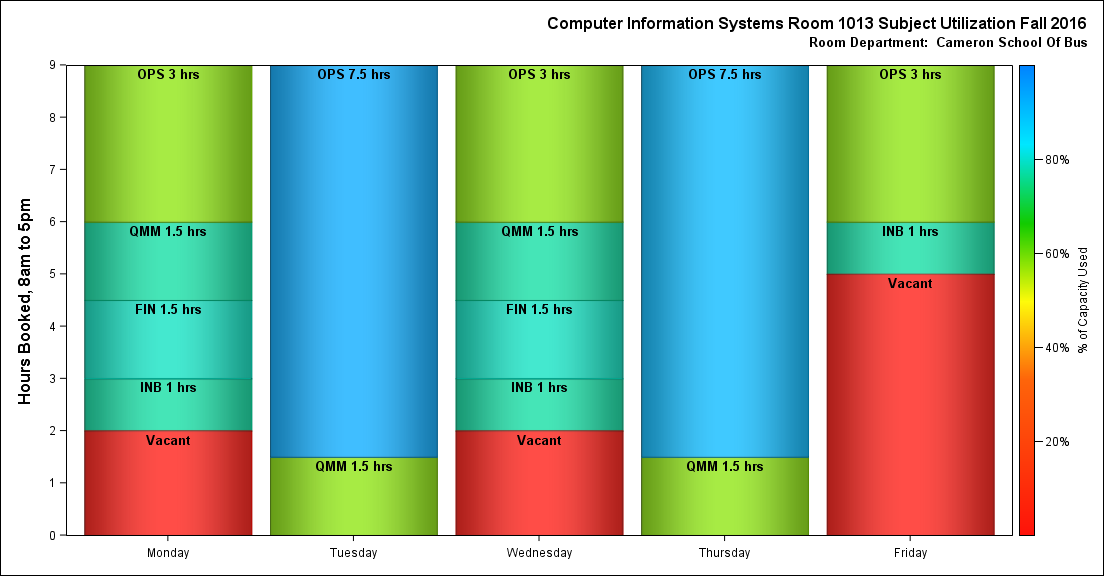 Computer Information Systems Room 1013 Subject Utilization Fall 2016
Room Department:  Cameron School Of Bus
Hours Booked, 8am to 5pm
9
8
7
6
5
4
3
2
1
0
OPS 3 hrs
QMM 1.5 hrs
FIN 1.5 hrs
INB 1 hrs
Vacant
OPS 7.5 hrs
QMM 1.5 hrs
OPS 3 hrs
QMM 1.5 hrs
FIN 1.5 hrs
INB 1 hrs
Vacant
OPS 7.5 hrs
QMM 1.5 hrs
OPS 3 hrs
INB 1 hrs
Vacant
Monday
Tuesday
Wednesday
Thursday
Friday
80%
60%
40%
20%
% of Capacity Used